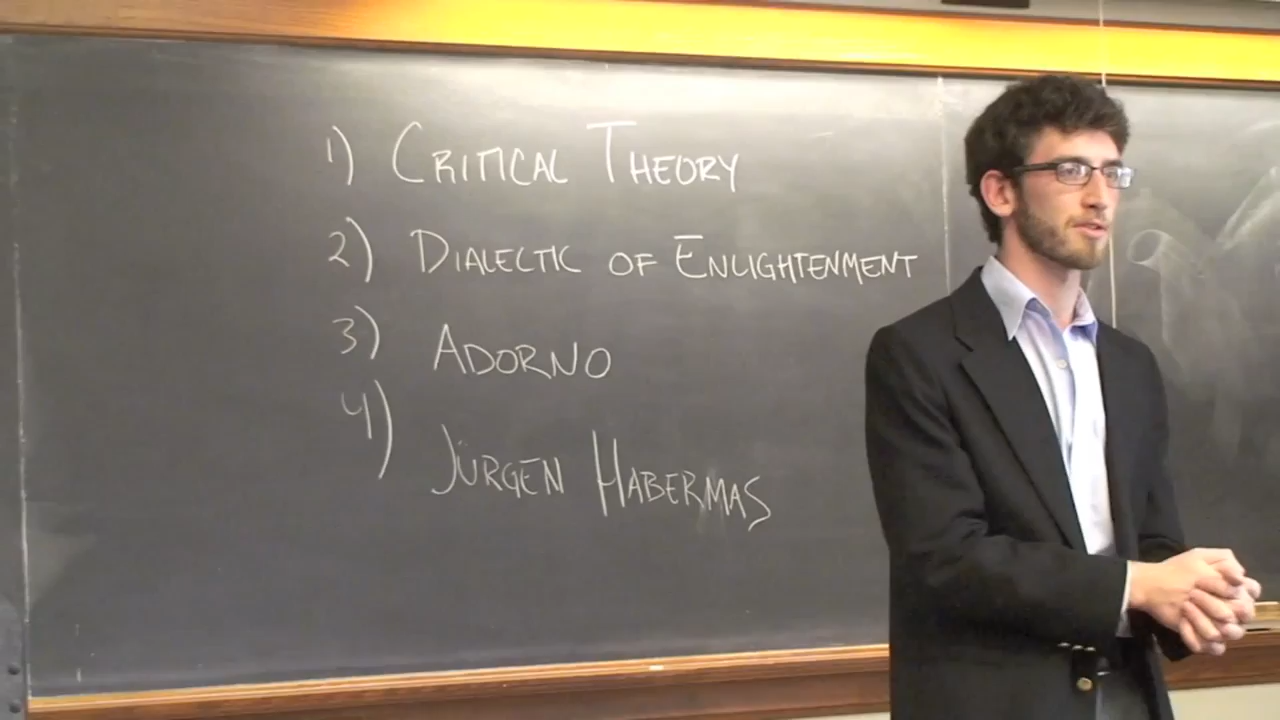 1) CRITICAL THEORY
2) DIALECTIC OF ENLIGHTENMENT
3) ADORNO
4) JÜRGEN HABERMAS